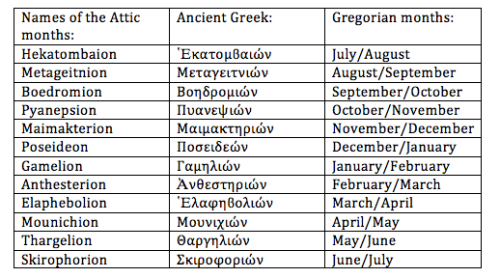 Names of the Attic months: Ancient Greek: Gregorian months:
Hekatombaion Ἑκατομβαιών July/August
Metageitnion Μεταγειτνιών August/September
Boedromion Βοηδρομιών September/October
Pyanepsion Πυανεψιών October/November
Maimakterion Μαιμακτηριών November/December
Poseideon Ποσειδεών December/January
Gamelion Γαμηλιών January/February
Anthesterion Ἀνθεστηριών February/March
Elaphebolion Ἐλαφηβολιών March/April
Mounichion Μουνιχιών April/May
Thargelion Θαργηλιών May/June
Skirophorion Σκιροφοριών June/July